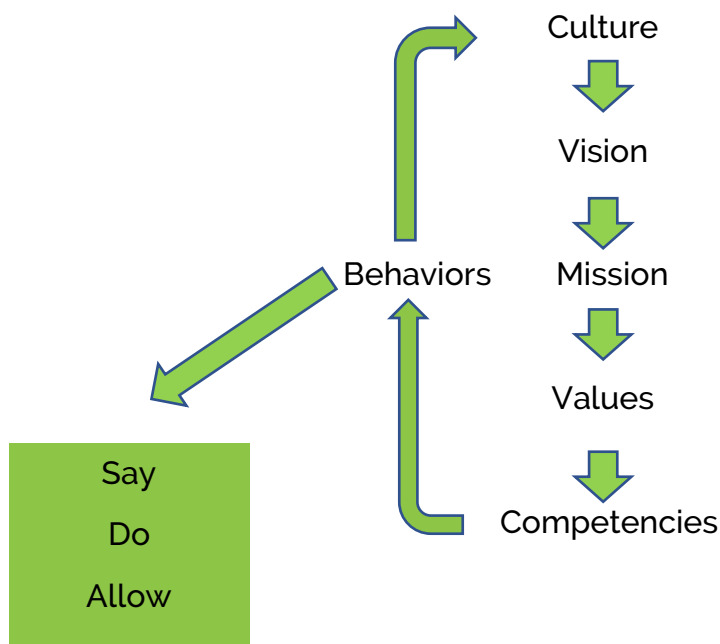 Culture
Vision
Behaviors
Mission
Values
Say
Competencies
Do
Allow